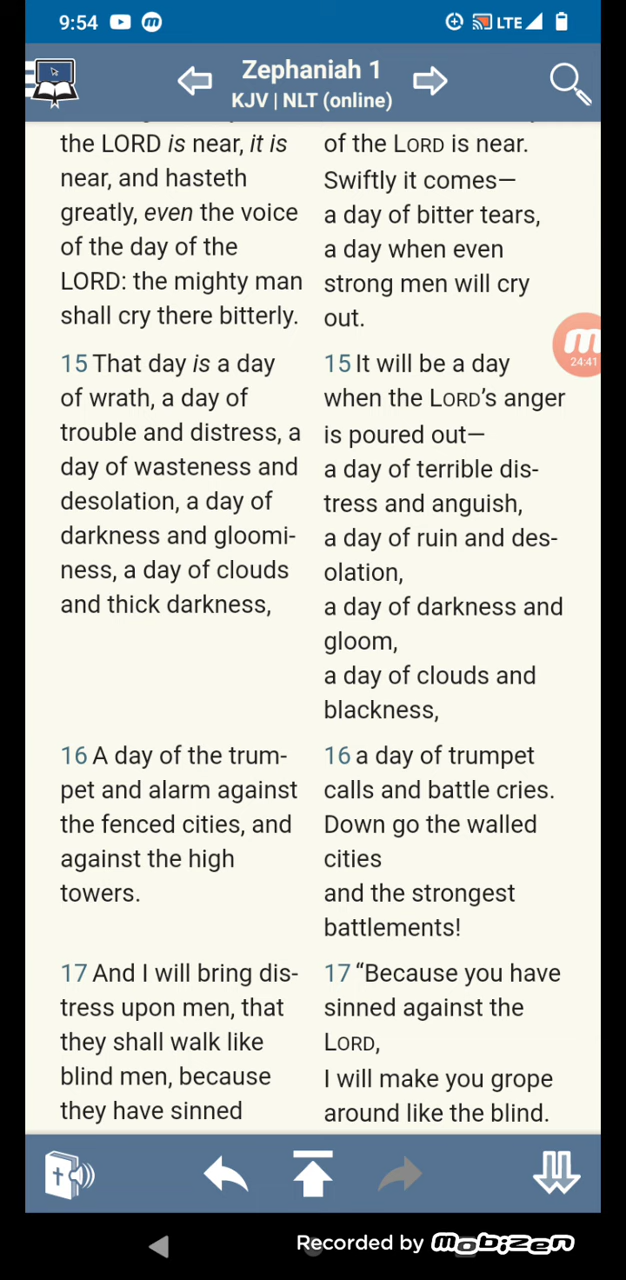 9:54
LTE
Zephaniah 1
KJV | NLT (online)
the LORD is near, it is
near, and hasteth
greatly, even the voice
of the day of the
LORD: the mighty man
shall cry there bitterly.
15 That day is a day
of wrath, a day of
trouble and distress, a
day of wasteness and
desolation, a day of
darkness and gloomi-
ness, a day of clouds
and thick darkness,
16 A day of the trum-
pet and alarm against
the fenced cities, and
against the high
towers.
17 And I will bring dis-
tress upon men, that
they shall walk like
blind men, because
they have sinned
of the LORD is near.
Swiftly it comes—
a day of bitter tears,
a day when even
strong men will cry
out.
15 It will be a day
when the LORD’s anger
is poured out—
a day of terrible dis-
tress and anguish,
a day of ruin and des-
olation,
a day of darkness and
gloom,
a day of clouds and
blackness,
16 a day of trumpet
calls and battle cries.
Down go the walled
cities
and the strongest
battlements!
17 “Because you have
sinned against the
LORD,
I will make you grope
around like the blind.
24:41
Recorded by mobizen